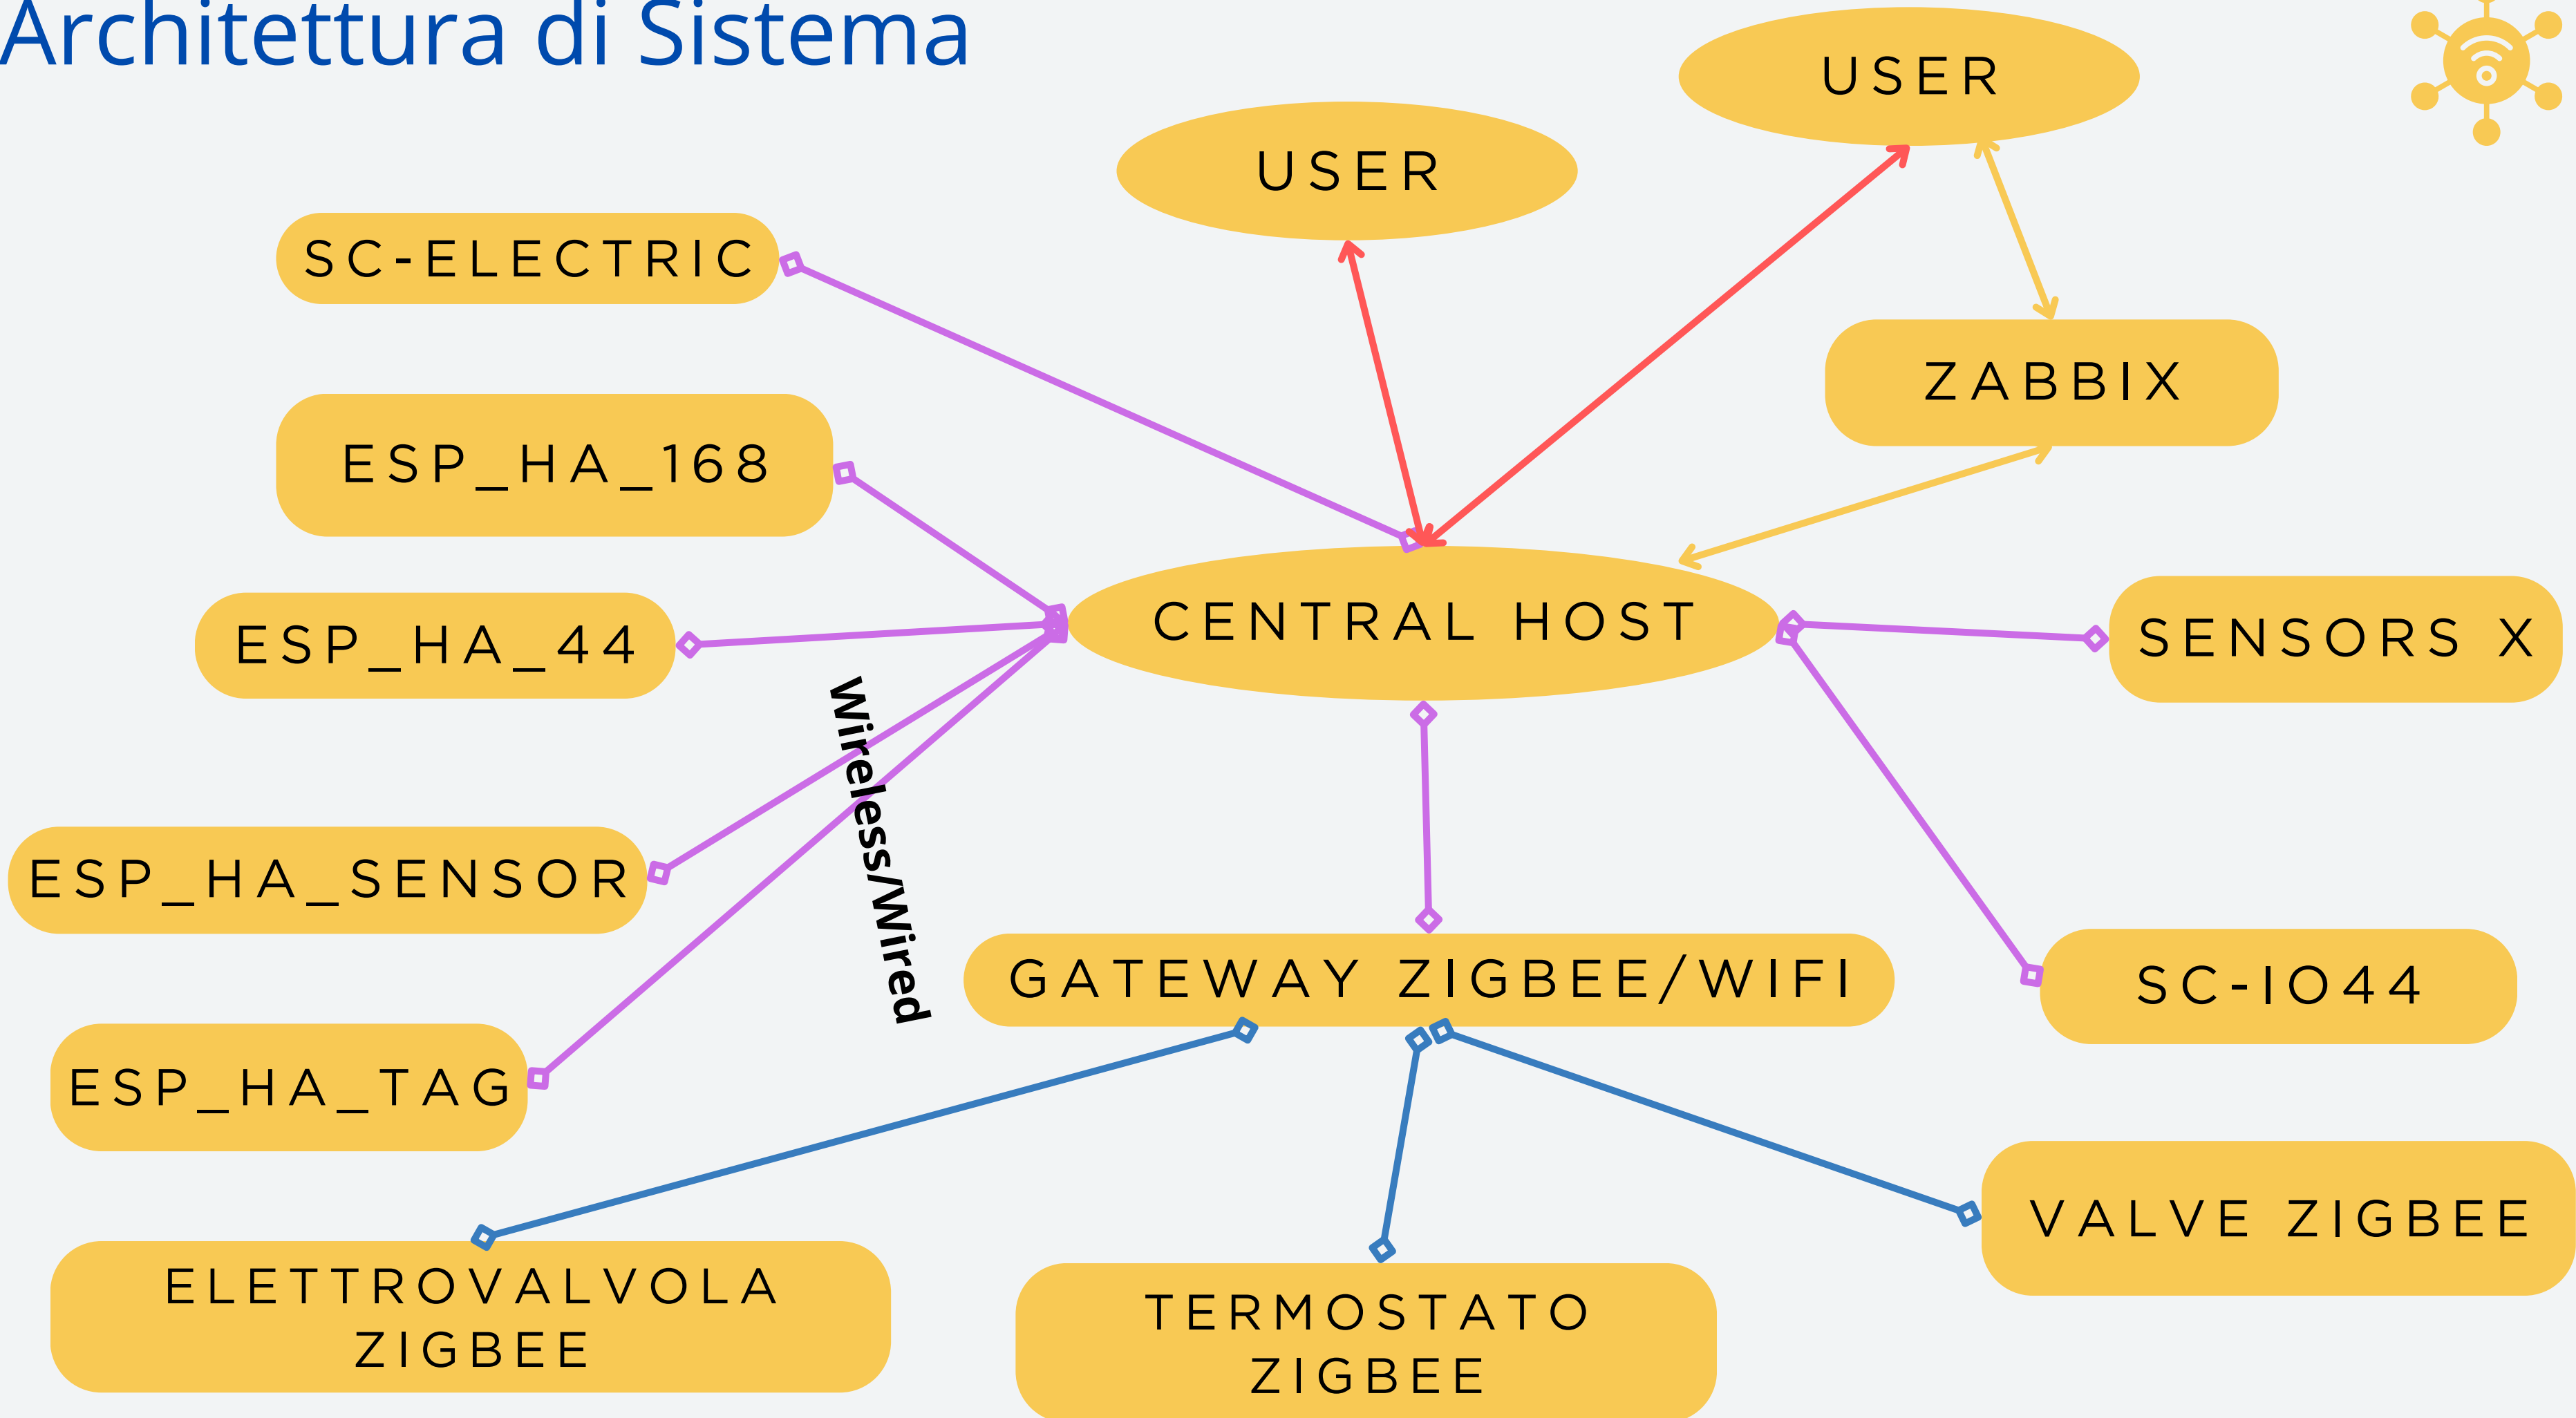 Architettura di Sistema
USER
USER
SC-ELECTRIC
ZABBIX
ESP_HA_168
CENTRAL HOST
ESP_HA_44
SENSORS X
Wireless/Wired
ESP_HA_SENSOR
GATEWAY ZIGBEE/WIFI
SC-IO44
ESP_HA_TAG
VALVE ZIGBEE
ELETTROVALVOLA
ZIGBEE
TERMOSTATO
ZIGBEE